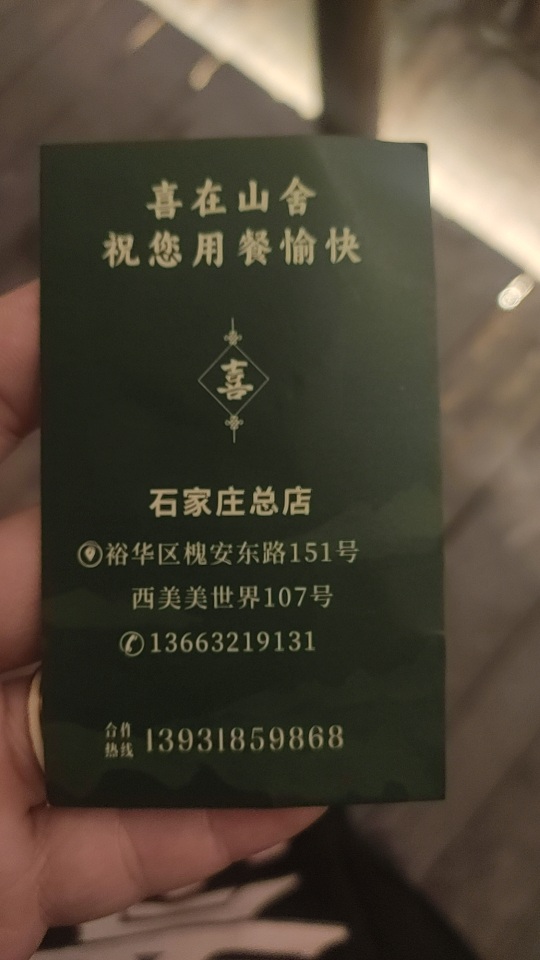 喜在山舍
祝您用餐愉快
喜
石家庄总店
裕华区槐安东路151号
西美美世界107号
13663219131
合作热线 13931859868